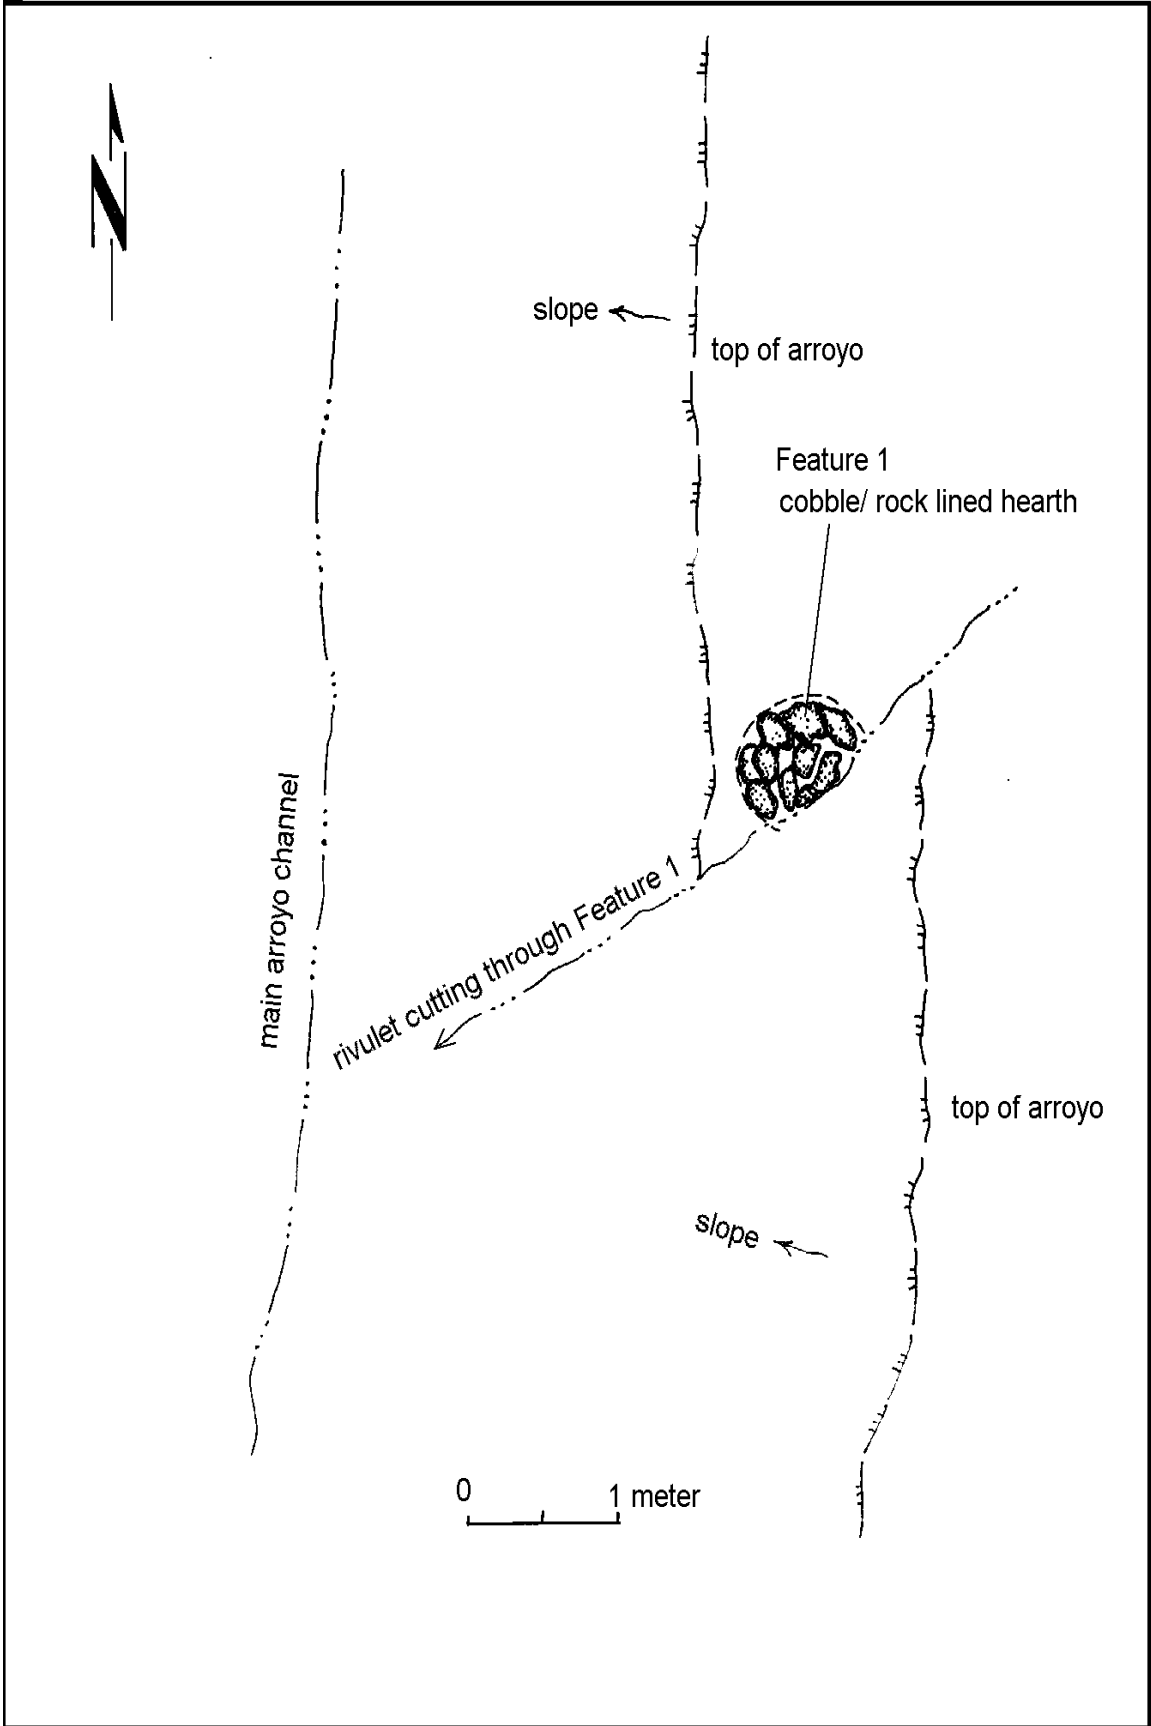 N
slope
top of arroyo
Feature 1
cobble/ rock lined hearth
main arroyo channel
rivulet cutting through Feature 1
top of arroyo
slope
0 1 meter